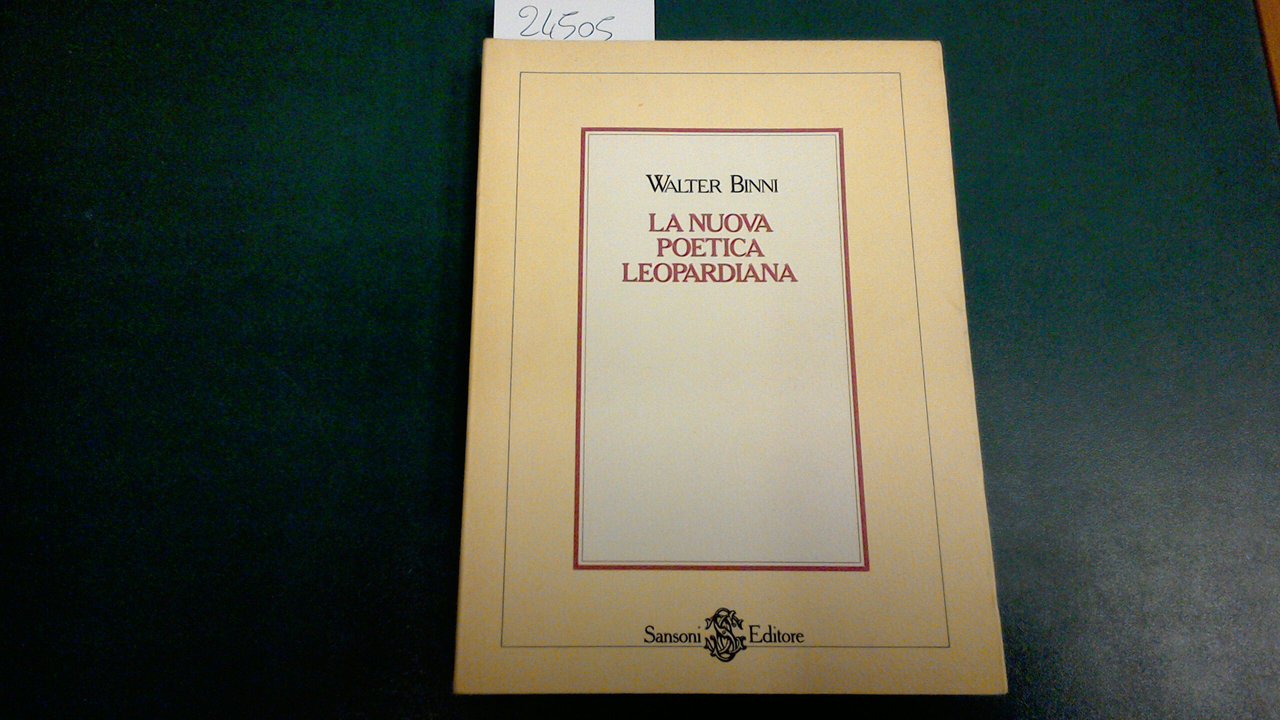 24505
WALTER BINNI
LA NUOVA
POETICA
LEOPARDIANA
Sansoni Editore